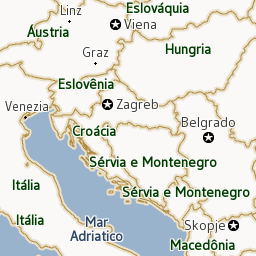 Linz
Eslováquia
Viena
Áustria
Graz
Hungria
Eslovênia
Venezia
Zagreb
Croácia
Belgrado
Sérvia e Montenegro
Itália
Sérvia e Montenegro
Itália
Mar
Adriatico
Skopje
Macedônia